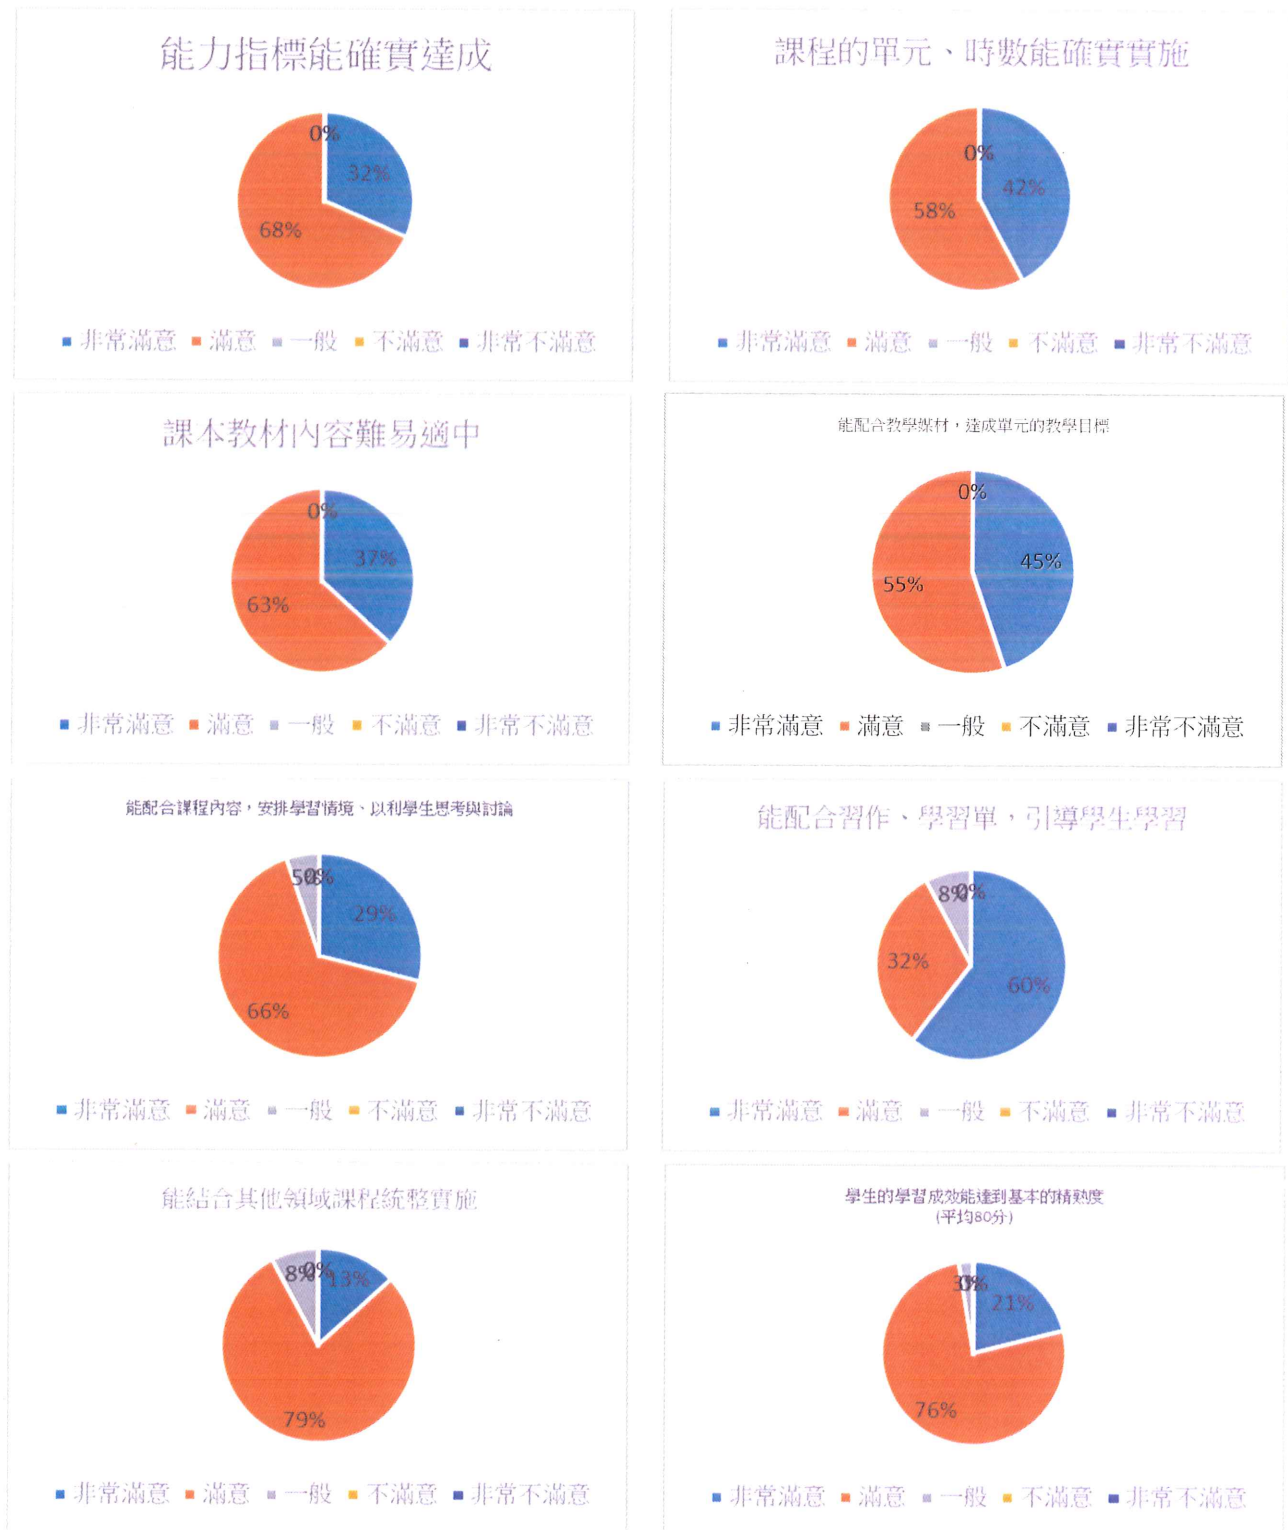 能力指標能確實達成
0%
32%
68%
非常滿意 滿意 一般 不滿意 非常不滿意
課程的單元、時數能確實實施
0%
42%
58%
非常滿意 滿意 一般 不滿意 非常不滿意
課本教材內容難易適中
0%
37%
63%
非常滿意 滿意 一般 不滿意 非常不滿意
能配合教學媒材，達成單元的教學目標
0%
45%
55%
非常滿意 滿意 一般 不滿意 非常不滿意
能配合課程內容，安排學習情境、以利學生思考與討論
5% 0%
29%
66%
非常滿意 滿意 一般 不滿意 非常不滿意
能配合習作、學習單，引導學生學習
8% 0%
32%
60%
非常滿意 滿意 一般 不滿意 非常不滿意
能結合其他領域課程統整實施
8% 0% 13%
79%
非常滿意 滿意 一般 不滿意 非常不滿意
學生的學習成效能達到基本的精熟度
(平均80分)
3% 0%
21%
76%
非常滿意 滿意 一般 不滿意 非常不滿意